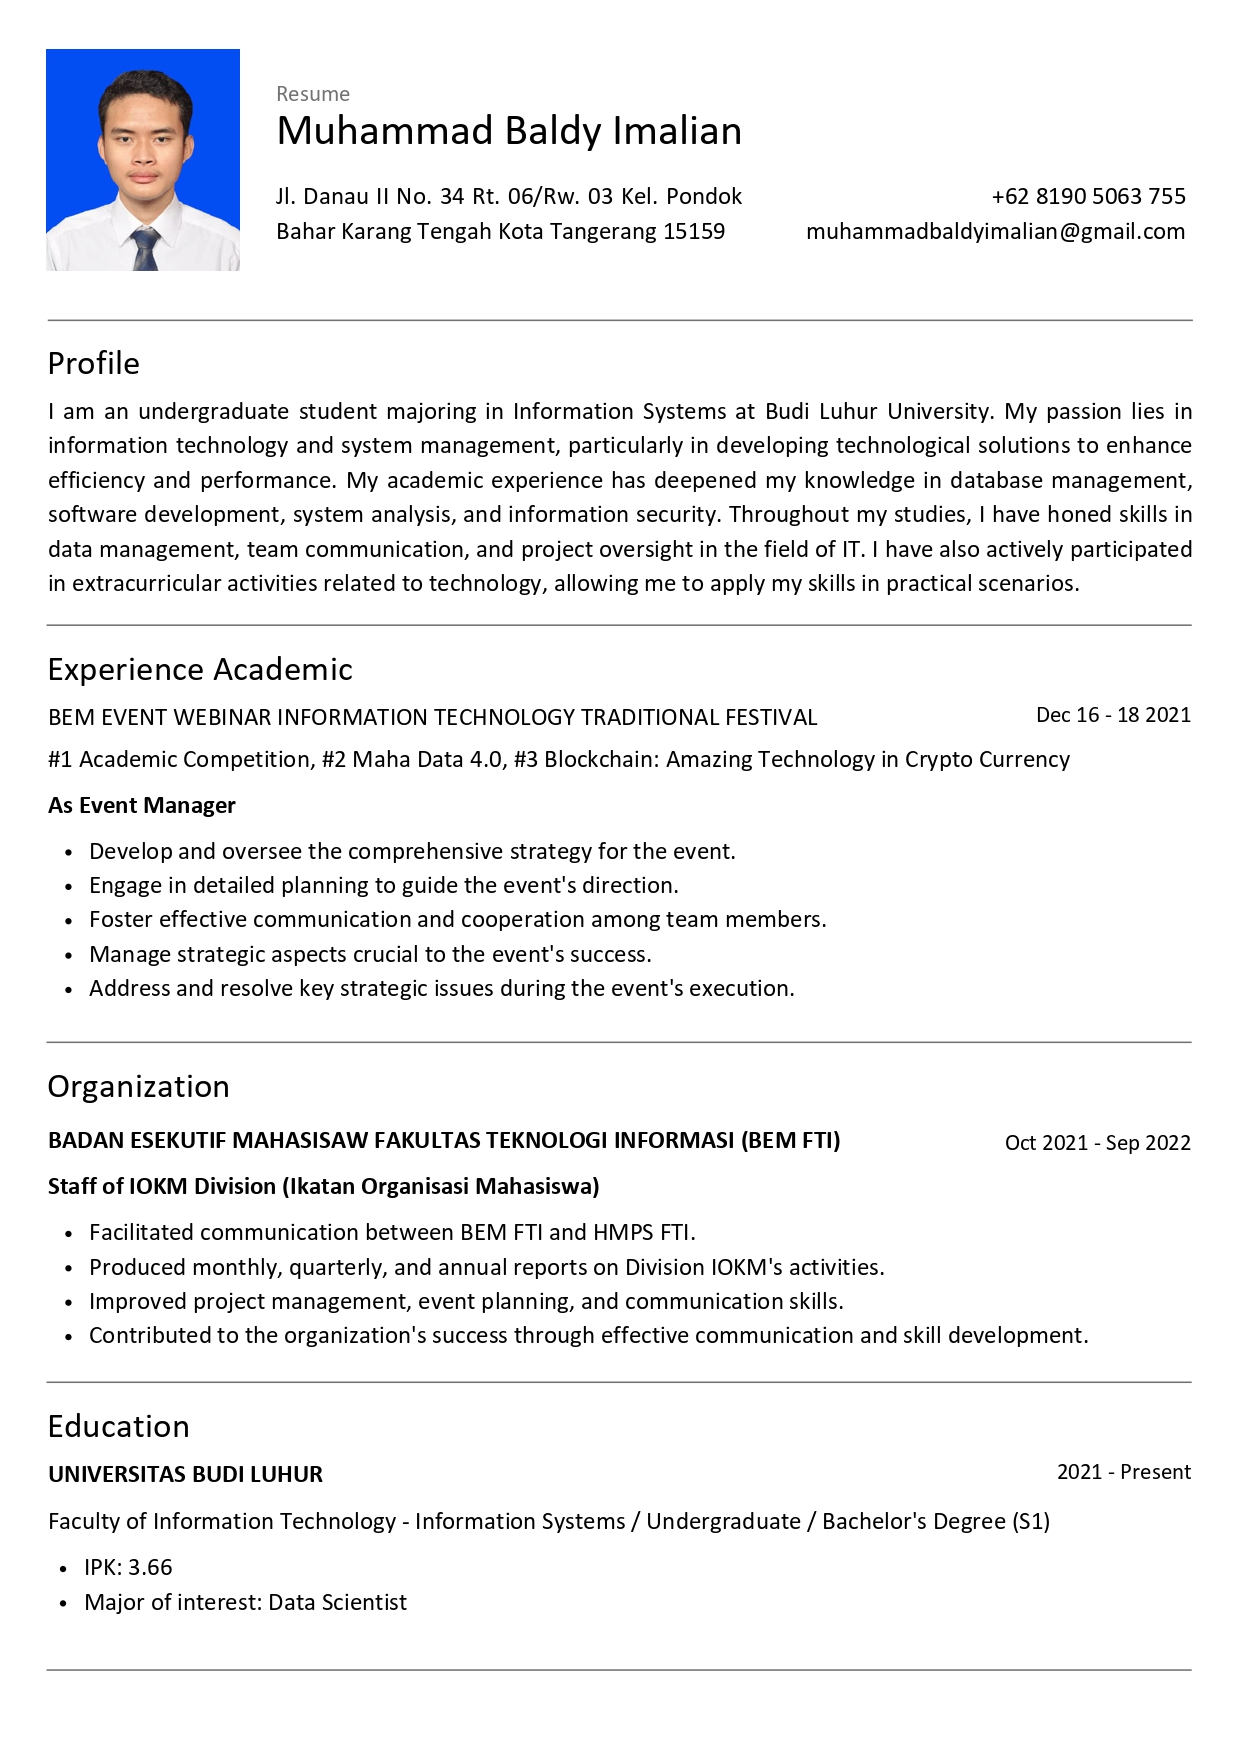 Resume
Muhammad Baldy Imalian
Jl. Danau II No. 34 Rt. 06/Rw. 03 Kel. Pondok
Bahar Karang Tengah Kota Tangerang 15159
+62 8190 5063 755
muhammadbaldyimalian@gmail.com
Profile
I am an undergraduate student majoring in Information Systems at Budi Luhur University. My passion lies in
information technology and system management, particularly in developing technological solutions to enhance
efficiency and performance. My academic experience has deepened my knowledge in database management,
software development, system analysis, and information security. Throughout my studies, I have honed skills in
data management, team communication, and project oversight in the field of IT. I have also actively participated
in extracurricular activities related to technology, allowing me to apply my skills in practical scenarios.
Experience Academic
BEM EVENT WEBINAR INFORMATION TECHNOLOGY TRADITIONAL FESTIVAL
Dec 16 - 18 2021
#1 Academic Competition, #2 Maha Data 4.0, #3 Blockchain: Amazing Technology in Crypto Currency
As Event Manager
• Develop and oversee the comprehensive strategy for the event.
• Engage in detailed planning to guide the event's direction.
• Foster effective communication and cooperation among team members.
• Manage strategic aspects crucial to the event's success.
• Address and resolve key strategic issues during the event's execution.
Organization
BADAN ESEKUTIF MAHASISAW FAKULTAS TEKNOLOGI INFORMASI (BEM FTI)
Oct 2021 - Sep 2022
Staff of IOKM Division (Ikatan Organisasi Mahasiswa)
• Facilitated communication between BEM FTI and HMPS FTI.
• Produced monthly, quarterly, and annual reports on Division IOKM's activities.
• Improved project management, event planning, and communication skills.
• Contributed to the organization's success through effective communication and skill development.
Education
UNIVERSITAS BUDI LUHUR
2021 - Present
Faculty of Information Technology - Information Systems / Undergraduate / Bachelor's Degree (S1)
• IPK: 3.66
• Major of interest: Data Scientist